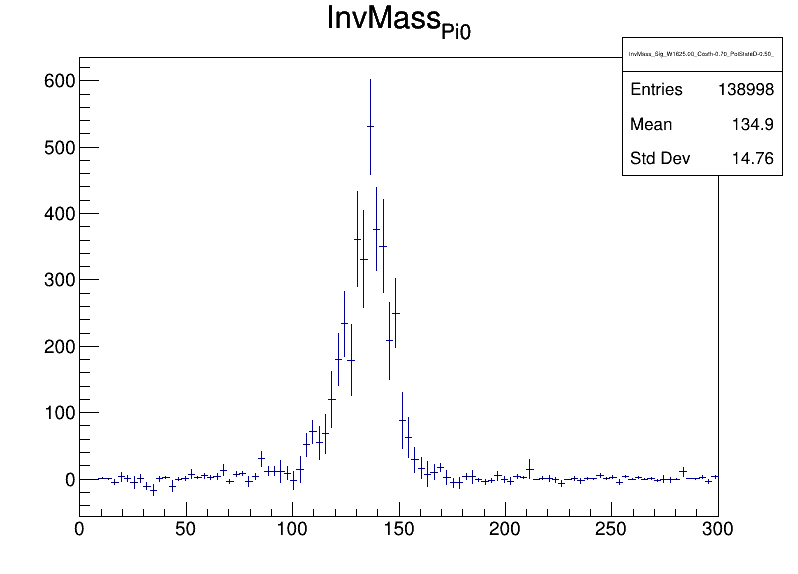 InvMass_Pi0
InvMass_Sig_W1625.00_Costh-0.70_PolStateD-0.50_
Entries 138998
Mean 134.9
Std Dev 14.76
600
500
400
300
200
100
0
0 50 100 150 200 250 300